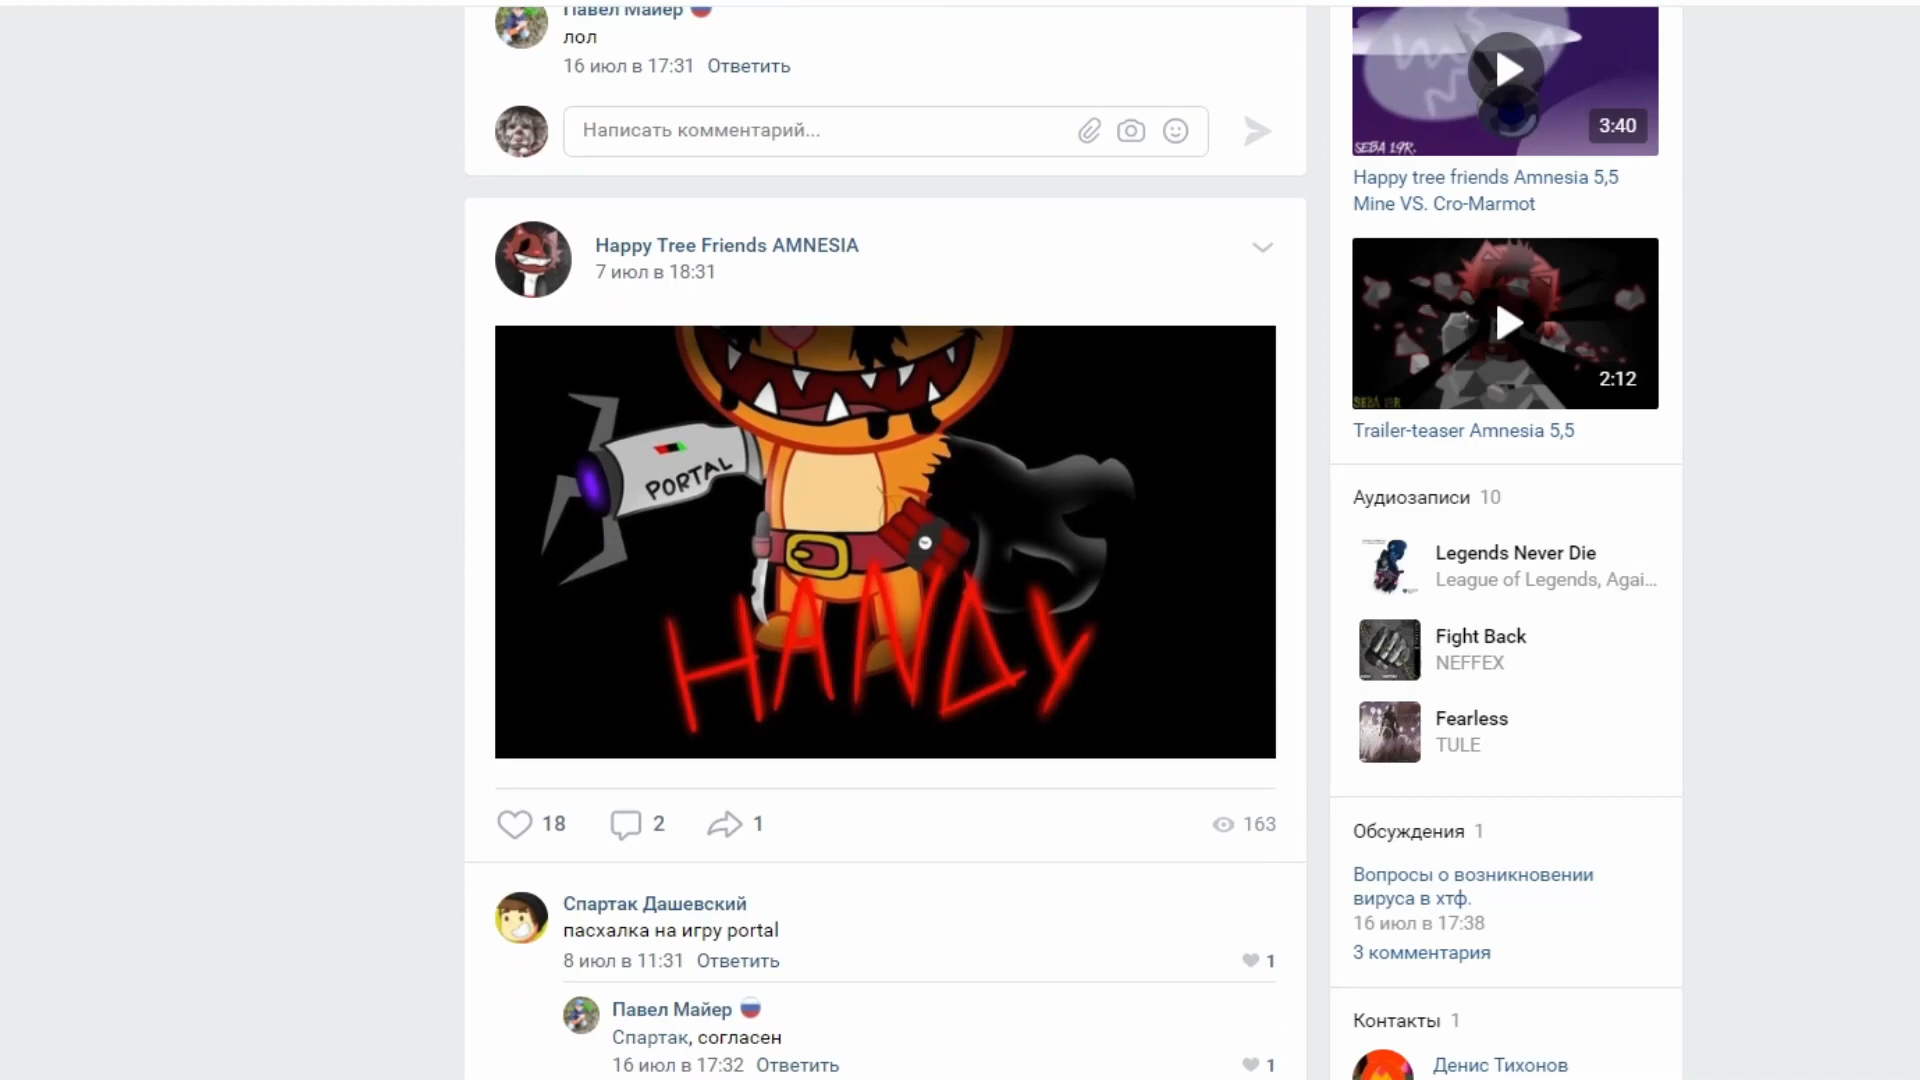 Павел Майер
лол
16 июл в 17:31 Ответить
Написать комментарий...
Happy Tree Friends AMNESIA
7 июл в 18:31
PORTAL
HANDY
18 2 1 163
Спартак Дашевский
пасхалка на игру portal
8 июл в 11:31 Ответить 1
Павел Майер
Спартак, согласен
16 июл в 17:32 Ответить 1
3:40
SEBA 19R.
Happy tree friends Amnesia 5,5
Mine VS. Cro-Marmot
2:12
SEBA 19R
Trailer-teaser Amnesia 5,5
Аудиозаписи 10
Legends Never Die
League of Legends, Agai...
Fight Back
NEFFEX
Fearless
TULE
Обсуждения 1
Вопросы о возникновении
вируса в хтф.
16 июл в 17:38
3 комментария
Контакты 1
Денис Тихонов